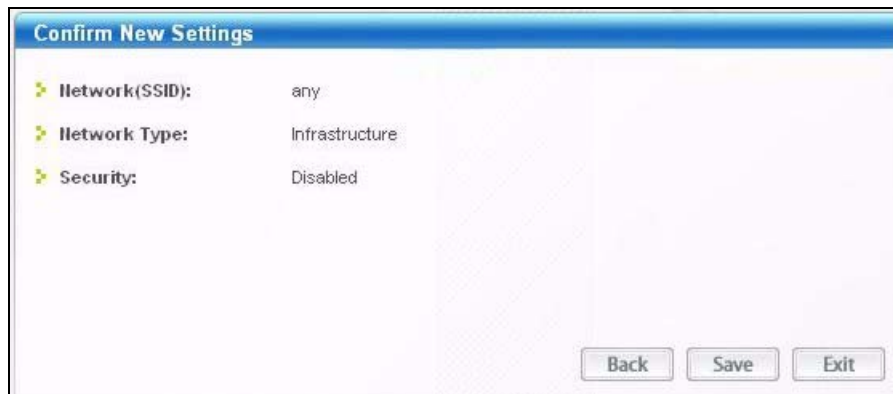 Confirm New Settings
Network(SSID): any
Network Type: Infrastructure
Security: Disabled
Back Save Exit